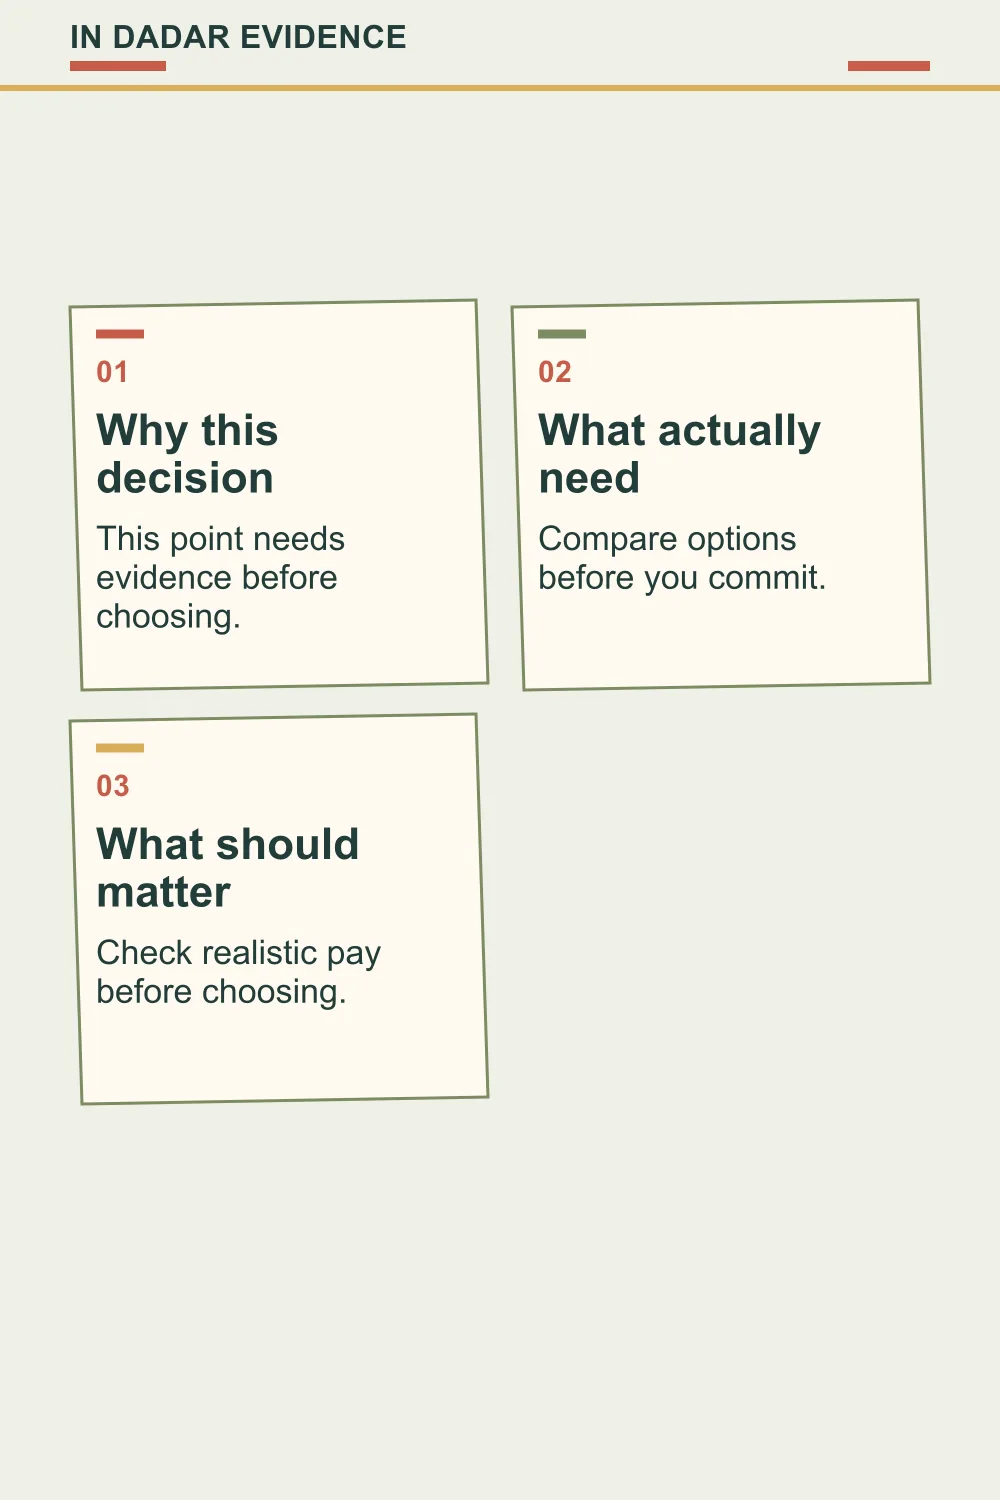 IN DADAR EVIDENCE
01
Why this
decision
This point needs
evidence before
choosing.
02
What actually
need
Compare options
before you commit.
03
What should
matter
Check realistic pay
before choosing.